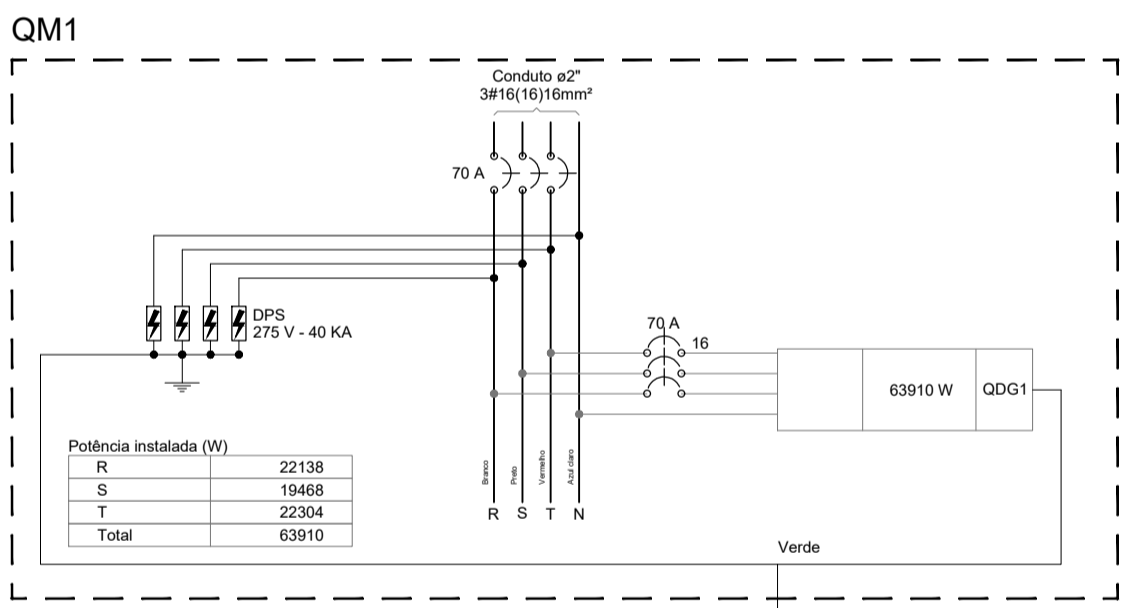 QM1
Conduto ø2"
3#16(16)16mm²
70 A
DPS
275 V - 40 KA
70 A
16
63910 W
QDG1
Potência instalada (W)
R 22138
S 19468
T 22304
Total 63910
Branco
Preto
Vermelho
Azul claro
R S T N
Verde